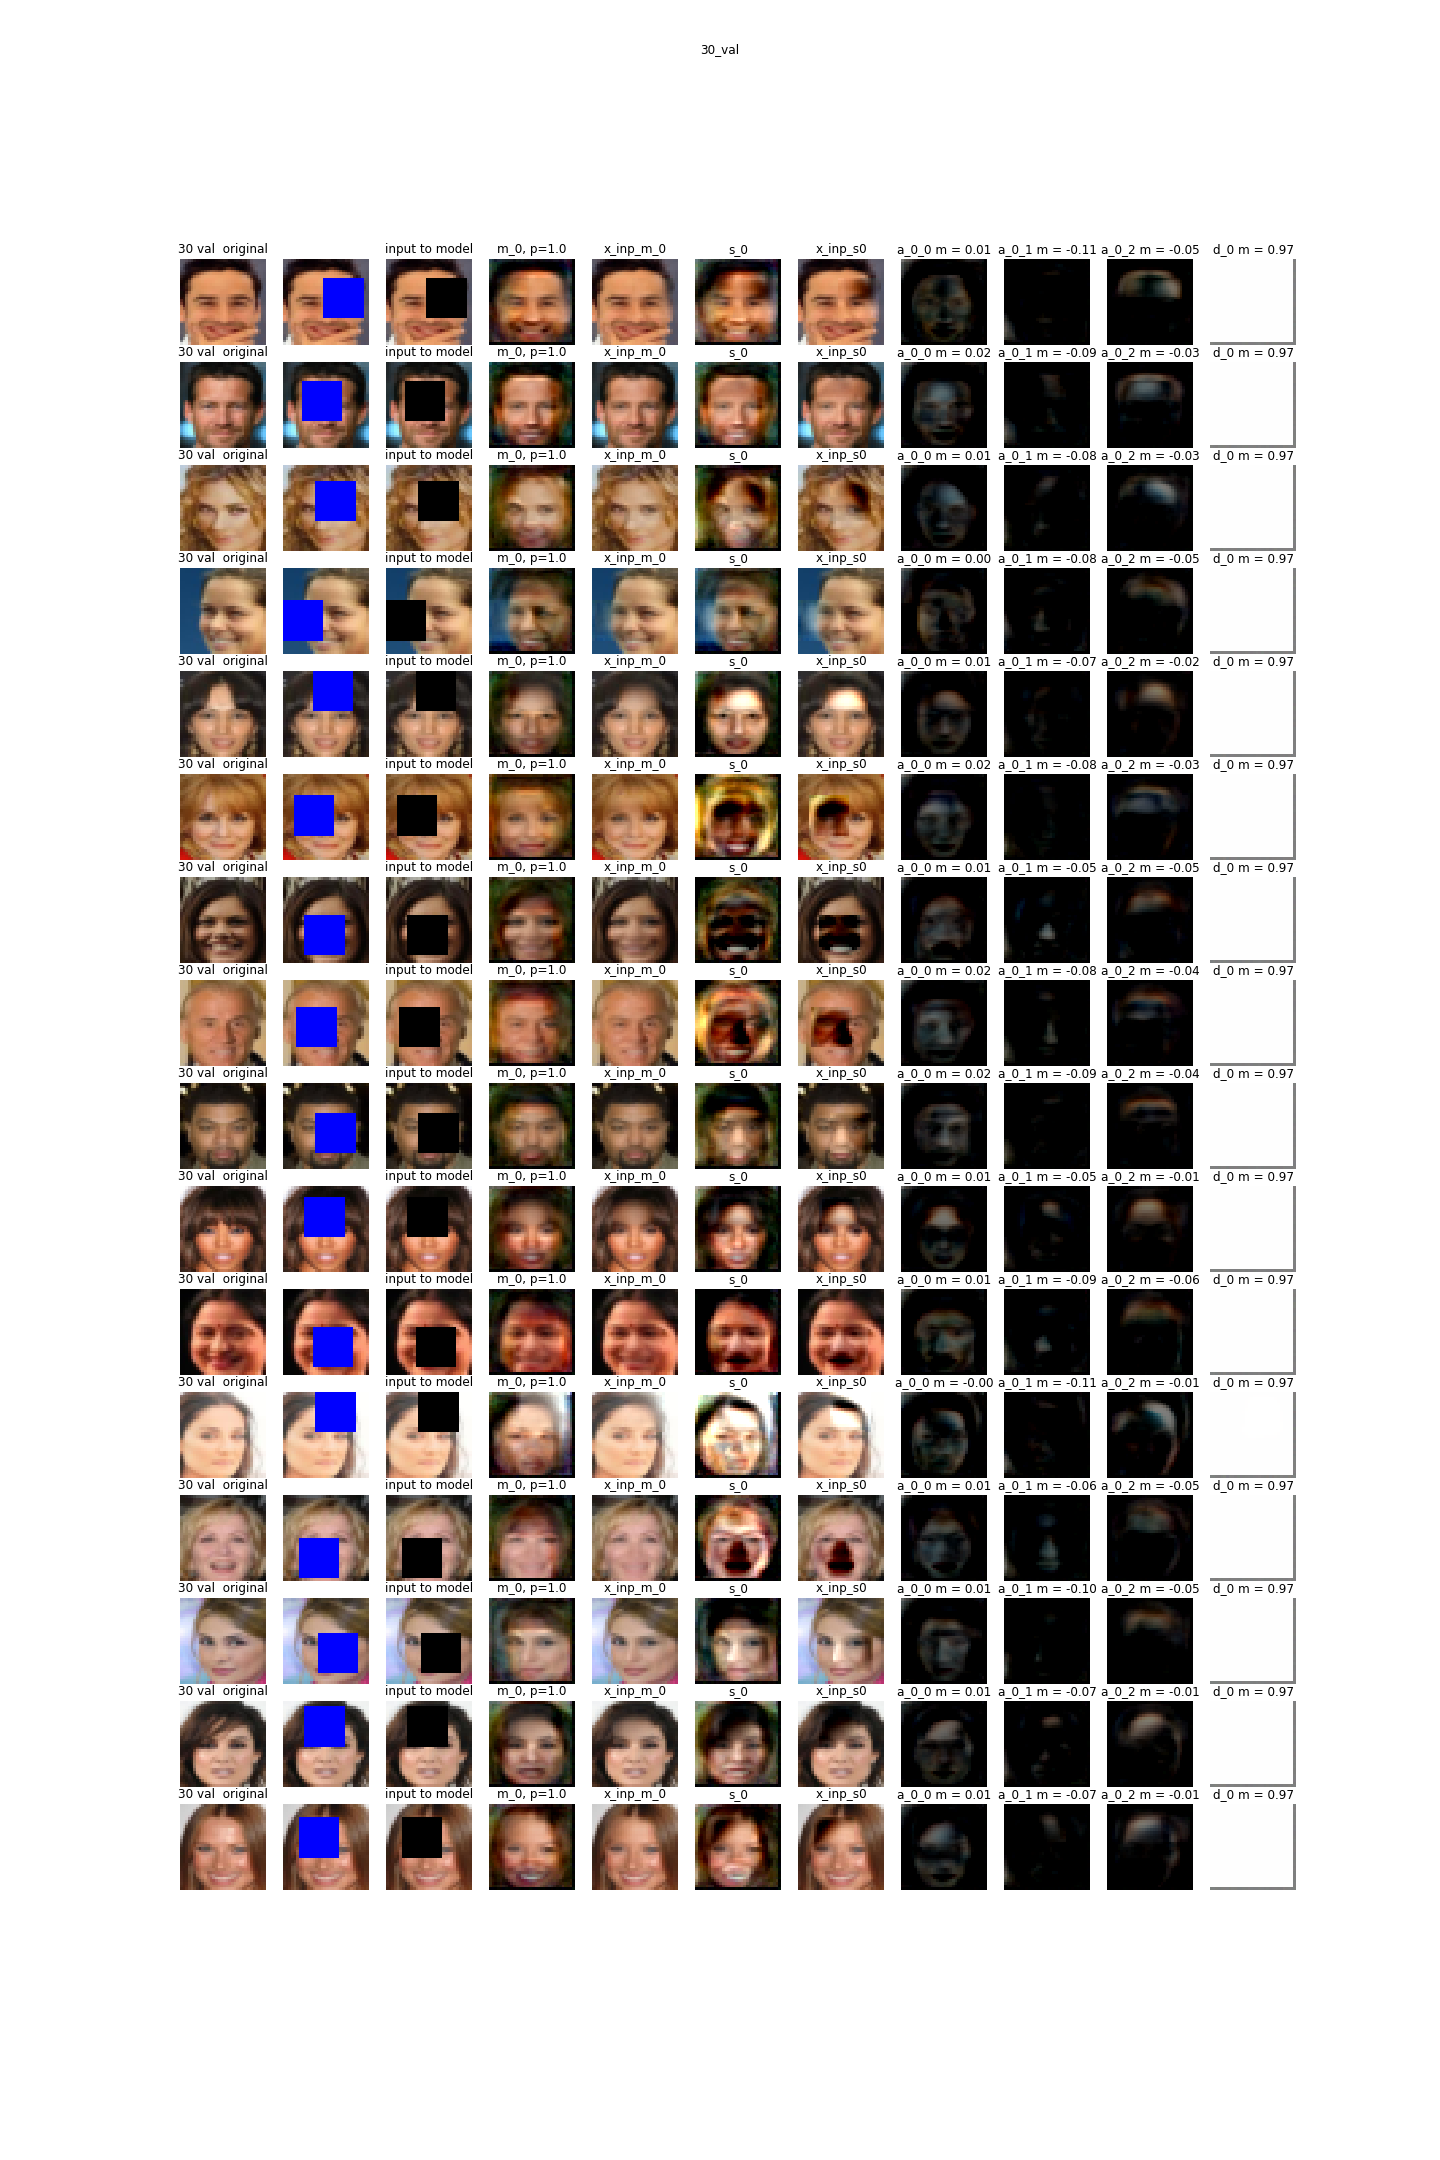 30_val
30 val  original input to model m_0, p=1.0 x_inp_m_0 s_0 x_inp_s0 a_0_0 m = 0.01 a_0_1 m = -0.11 a_0_2 m = -0.05 d_0 m = 0.97
30 val  original input to model m_0, p=1.0 x_inp_m_0 s_0 x_inp_s0 a_0_0 m = 0.02 a_0_1 m = -0.09 a_0_2 m = -0.03 d_0 m = 0.97
30 val  original input to model m_0, p=1.0 x_inp_m_0 s_0 x_inp_s0 a_0_0 m = 0.01 a_0_1 m = -0.08 a_0_2 m = -0.03 d_0 m = 0.97
30 val  original input to model m_0, p=1.0 x_inp_m_0 s_0 x_inp_s0 a_0_0 m = 0.00 a_0_1 m = -0.08 a_0_2 m = -0.05 d_0 m = 0.97
30 val  original input to model m_0, p=1.0 x_inp_m_0 s_0 x_inp_s0 a_0_0 m = 0.01 a_0_1 m = -0.07 a_0_2 m = -0.02 d_0 m = 0.97
30 val  original input to model m_0, p=1.0 x_inp_m_0 s_0 x_inp_s0 a_0_0 m = 0.02 a_0_1 m = -0.08 a_0_2 m = -0.03 d_0 m = 0.97
30 val  original input to model m_0, p=1.0 x_inp_m_0 s_0 x_inp_s0 a_0_0 m = 0.01 a_0_1 m = -0.05 a_0_2 m = -0.05 d_0 m = 0.97
30 val  original input to model m_0, p=1.0 x_inp_m_0 s_0 x_inp_s0 a_0_0 m = 0.02 a_0_1 m = -0.08 a_0_2 m = -0.04 d_0 m = 0.97
30 val  original input to model m_0, p=1.0 x_inp_m_0 s_0 x_inp_s0 a_0_0 m = 0.02 a_0_1 m = -0.09 a_0_2 m = -0.04 d_0 m = 0.97
30 val  original input to model m_0, p=1.0 x_inp_m_0 s_0 x_inp_s0 a_0_0 m = 0.01 a_0_1 m = -0.05 a_0_2 m = -0.01 d_0 m = 0.97
30 val  original input to model m_0, p=1.0 x_inp_m_0 s_0 x_inp_s0 a_0_0 m = 0.01 a_0_1 m = -0.09 a_0_2 m = -0.06 d_0 m = 0.97
30 val  original input to model m_0, p=1.0 x_inp_m_0 s_0 x_inp_s0 a_0_0 m = -0.00 a_0_1 m = -0.11 a_0_2 m = -0.01 d_0 m = 0.97
30 val  original input to model m_0, p=1.0 x_inp_m_0 s_0 x_inp_s0 a_0_0 m = 0.01 a_0_1 m = -0.06 a_0_2 m = -0.05 d_0 m = 0.97
30 val  original input to model m_0, p=1.0 x_inp_m_0 s_0 x_inp_s0 a_0_0 m = 0.01 a_0_1 m = -0.10 a_0_2 m = -0.05 d_0 m = 0.97
30 val  original input to model m_0, p=1.0 x_inp_m_0 s_0 x_inp_s0 a_0_0 m = 0.01 a_0_1 m = -0.07 a_0_2 m = -0.01 d_0 m = 0.97
30 val  original input to model m_0, p=1.0 x_inp_m_0 s_0 x_inp_s0 a_0_0 m = 0.01 a_0_1 m = -0.07 a_0_2 m = -0.01 d_0 m = 0.97